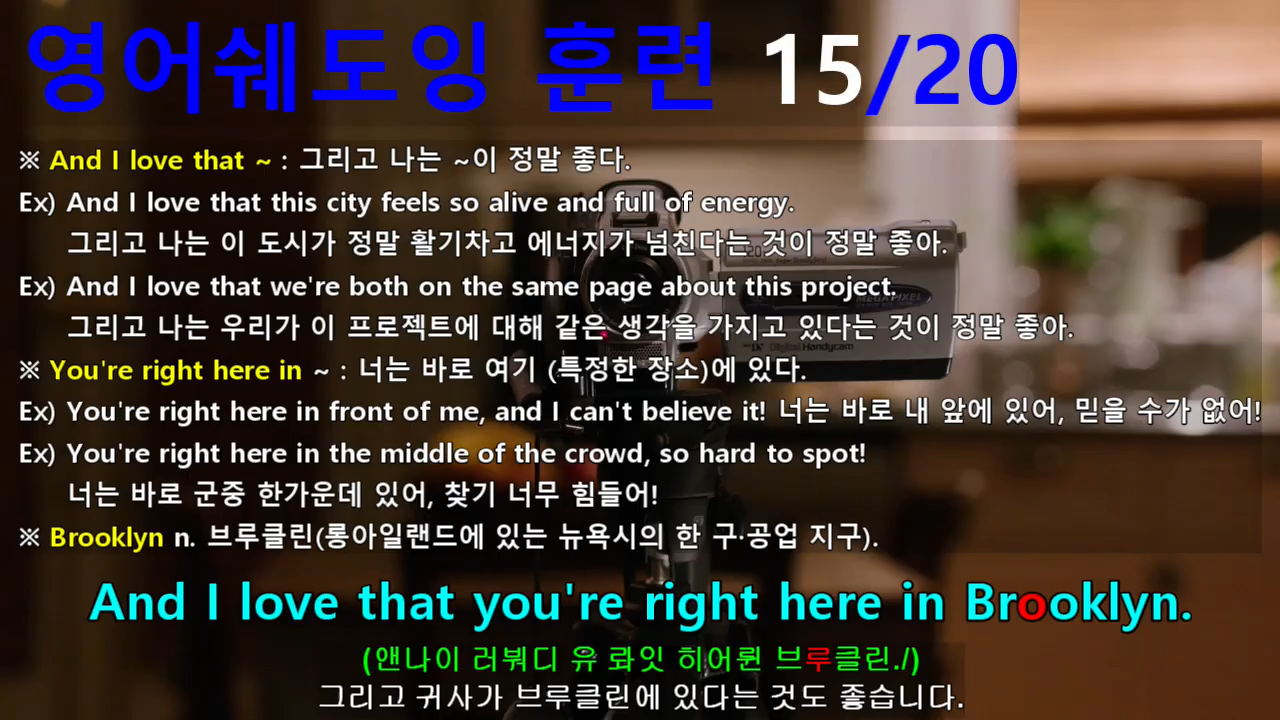 영어쉐도잉 훈련 15/20
※ And I love that ~ : 그리고 나는 ~이 정말 좋다.
Ex) And I love that this city feels so alive and full of energy.
그리고 나는 이 도시가 정말 활기차고 에너지가 넘친다는 것이 정말 좋아.
Ex) And I love that we're both on the same page about this project.
그리고 나는 우리가 이 프로젝트에 대해 같은 생각을 가지고 있다는 것이 정말 좋아.
※ You're right here in ~ : 너는 바로 여기 (특정한 장소)에 있다.
Ex) You're right here in front of me, and I can't believe it! 너는 바로 내 앞에 있어, 믿을 수가 없어!
Ex) You're right here in the middle of the crowd, so hard to spot!
너는 바로 군중 한가운데 있어, 찾기 너무 힘들어!
※ Brooklyn n. 브루클린(롱아일랜드에 있는 뉴욕시의 한 구·공업 지구).
And I love that you're right here in Brooklyn.
(앤나이 러붜디 유 롸잇 히어륀 브루클린./)
그리고 귀사가 브루클린에 있다는 것도 좋습니다.
MEGA PIXEL
Digital Handycam